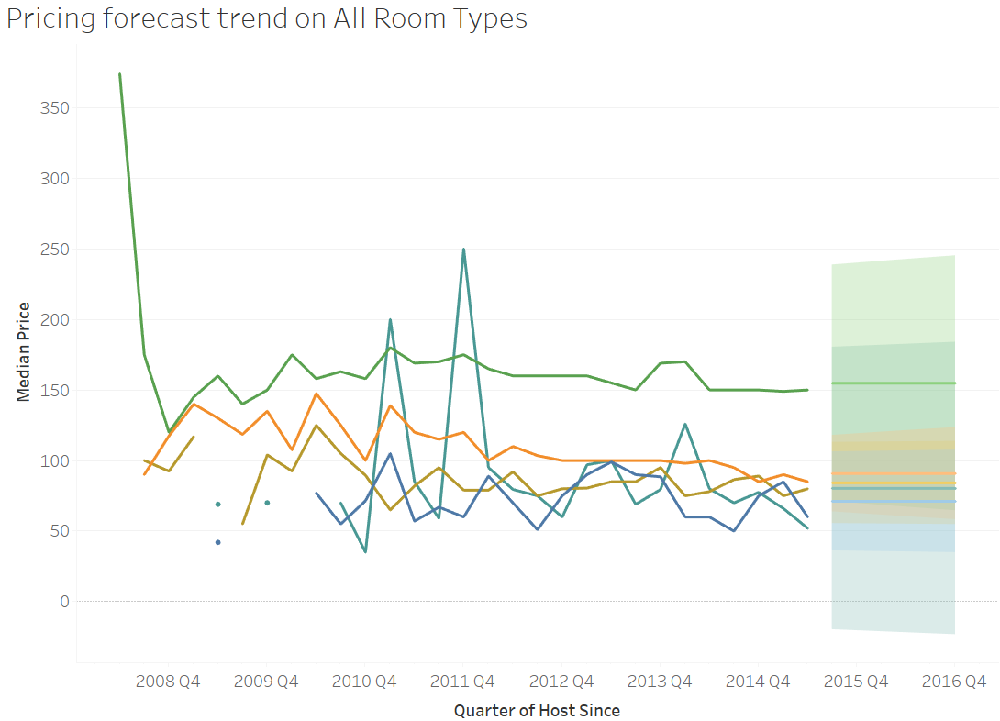 Pricing forecast trend on All Room Types
350
300
250
200
150
100
50
0
Median Price
2008 Q4 2009 Q4 2010 Q4 2011 Q4 2012 Q4 2013 Q4 2014 Q4 2015 Q4 2016 Q4
Quarter of Host Since